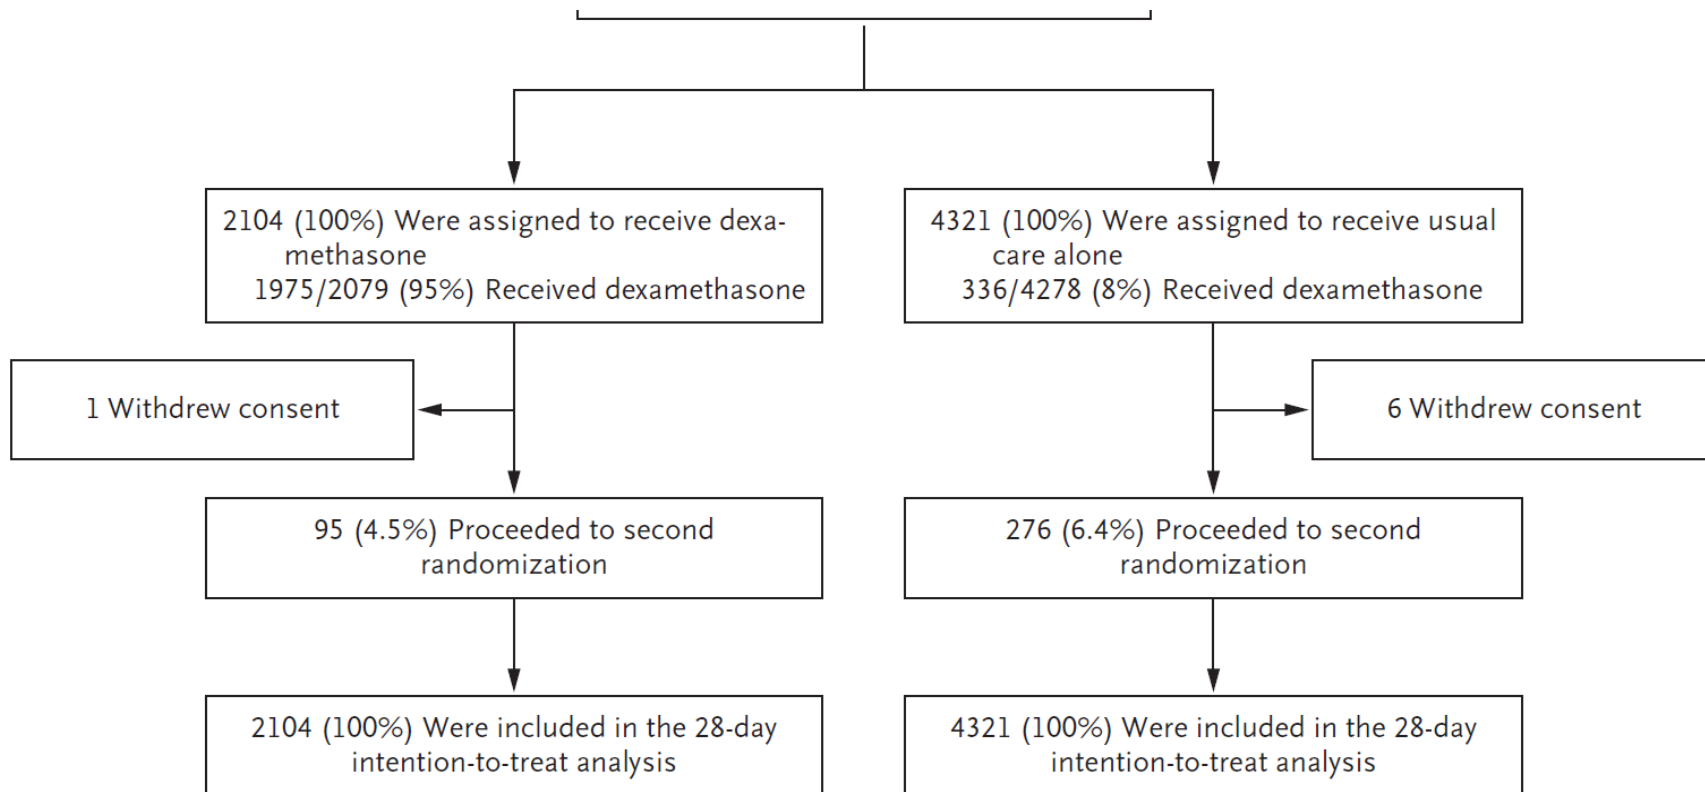 2104 (100%) Were assigned to receive dexa-
methasone
1975/2079 (95%) Received dexamethasone
4321 (100%) Were assigned to receive usual
care alone
336/4278 (8%) Received dexamethasone
1 Withdrew consent
6 Withdrew consent
95 (4.5%) Proceeded to second
randomization
276 (6.4%) Proceeded to second
randomization
2104 (100%) Were included in the 28-day
intention-to-treat analysis
4321 (100%) Were included in the 28-day
intention-to-treat analysis